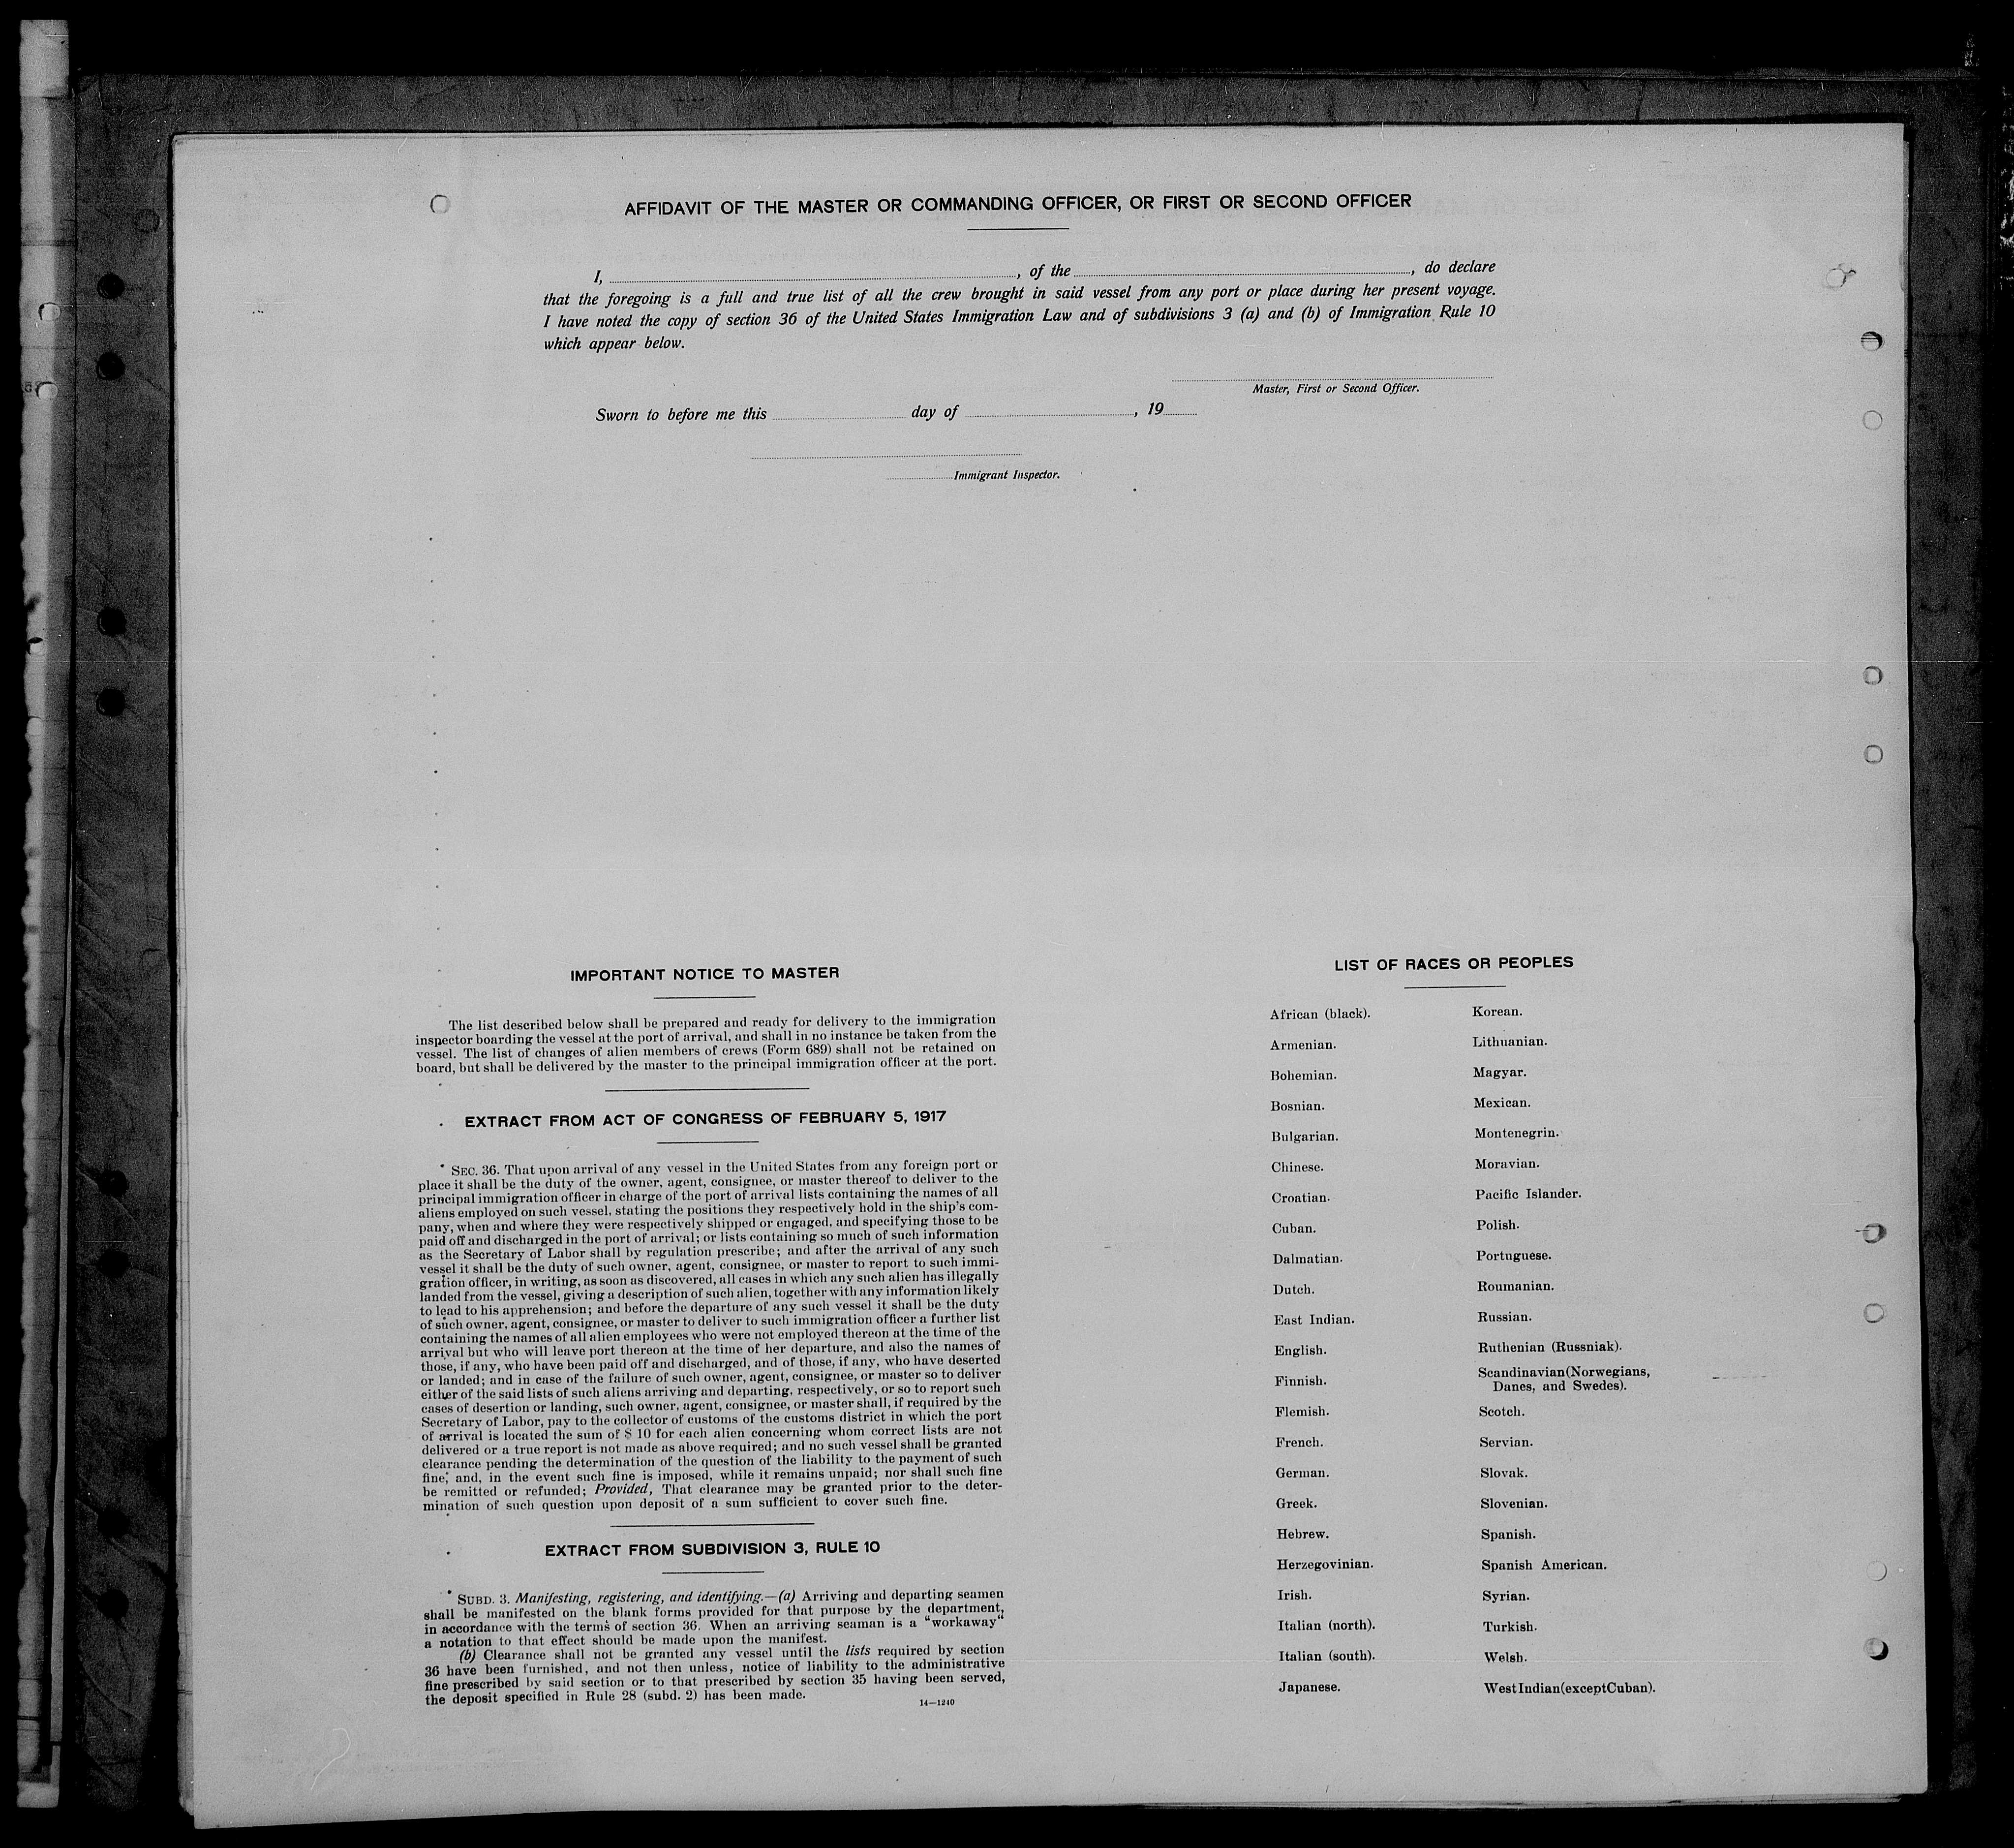 AFFIDAVIT OF THE MASTER OR COMMANDING OFFICER, OR FIRST OR SECOND OFFICER
I, , of the , do declare
that the foregoing is a full and true list of all the crew brought in said vessel from any port or place during her present voyage.
I have noted the copy of section 36 of the United States Immigration Law and of subdivisions 3 (a) and (b) of Immigration Rule 10
which appear below.
Master, First or Second Officer.
Sworn to before me this day of , 19
Immigrant Inspector.
IMPORTANT NOTICE TO MASTER
The list described below shall be prepared and ready for delivery to the immigration
inspector boarding the vessel at the port of arrival, and shall in no instance be taken from the
vessel. The list of changes of alien members of crews (Form 689) shall not be retained on
board, but shall be delivered by the master to the principal immigration officer at the port.
EXTRACT FROM ACT OF CONGRESS OF FEBRUARY 5, 1917
SEC. 36. That upon arrival of any vessel in the United States from any foreign port or
place it shall be the duty of the owner, agent, consignee, or master thereof to deliver to the
principal immigration officer in charge of the port of arrival lists containing the names of all
aliens employed on such vessel, stating the positions they respectively hold in the ship's com-
pany, when and where they were respectively shipped or engaged, and specifying those to be
paid off and discharged in the port of arrival; or lists containing so much of such information
as the Secretary of Labor shall by regulation prescribe; and after the arrival of any such
vessel it shall be the duty of such owner, agent, consignee, or master to report to such immi-
gration officer, in writing, as soon as discovered, all cases in which any such alien has illegally
landed from the vessel, giving a description of such alien, together with any information likely
to lead to his apprehension; and before the departure of any such vessel it shall be the duty
of such owner, agent, consignee, or master to deliver to such immigration officer a further list
containing the names of all alien employees who were not employed thereon at the time of the
arrival but who will leave port thereon at the time of her departure, and also the names of
those, if any, who have been paid off and discharged, and of those, if any, who have deserted
or landed; and in case of the failure of such owner, agent, consignee, or master so to deliver
either of the said lists of such aliens arriving and departing, respectively, or so to report such
cases of desertion or landing, such owner, agent, consignee, or master shall, if required by the
Secretary of Labor, pay to the collector of customs of the customs district in which the port
of arrival is located the sum of $ 10 for each alien concerning whom correct lists are not
delivered or a true report is not made as above required; and no such vessel shall be granted
clearance pending the determination of the question of the liability to the payment of such
fine; and, in the event such fine is imposed, while it remains unpaid; nor shall such fine
be remitted or refunded; Provided, That clearance may be granted prior to the deter-
mination of such question upon deposit of a sum sufficient to cover such fine.
EXTRACT FROM SUBDIVISION 3, RULE 10
SUBD. 3. Manifesting, registering, and identifying.—(a) Arriving and departing seamen
shall be manifested on the blank forms provided for that purpose by the department,
in accordance with the terms of section 36. When an arriving seaman is a "workaway"
a notation to that effect should be made upon the manifest.
(b) Clearance shall not be granted any vessel until the lists required by section
36 have been furnished, and not then unless, notice of liability to the administrative
fine prescribed by said section or to that prescribed by section 35 having been served,
the deposit specified in Rule 28 (subd. 2) has been made.
14—1240
LIST OF RACES OR PEOPLES
African (black).
Armenian.
Bohemian.
Bosnian.
Bulgarian.
Chinese.
Croatian.
Cuban.
Dalmatian.
Dutch.
East Indian.
English.
Finnish.
Flemish.
French.
German.
Greek.
Hebrew.
Herzegovinian.
Irish.
Italian (north).
Italian (south).
Japanese.
Korean.
Lithuanian.
Magyar.
Mexican.
Montenegrin.
Moravian.
Pacific Islander.
Polish.
Portuguese.
Roumanian.
Russian.
Ruthenian (Russniak).
Scandinavian(Norwegians,
Danes, and Swedes).
Scotch.
Servian.
Slovak.
Slovenian.
Spanish.
Spanish American.
Syrian.
Turkish.
Welsh.
West Indian (except Cuban).